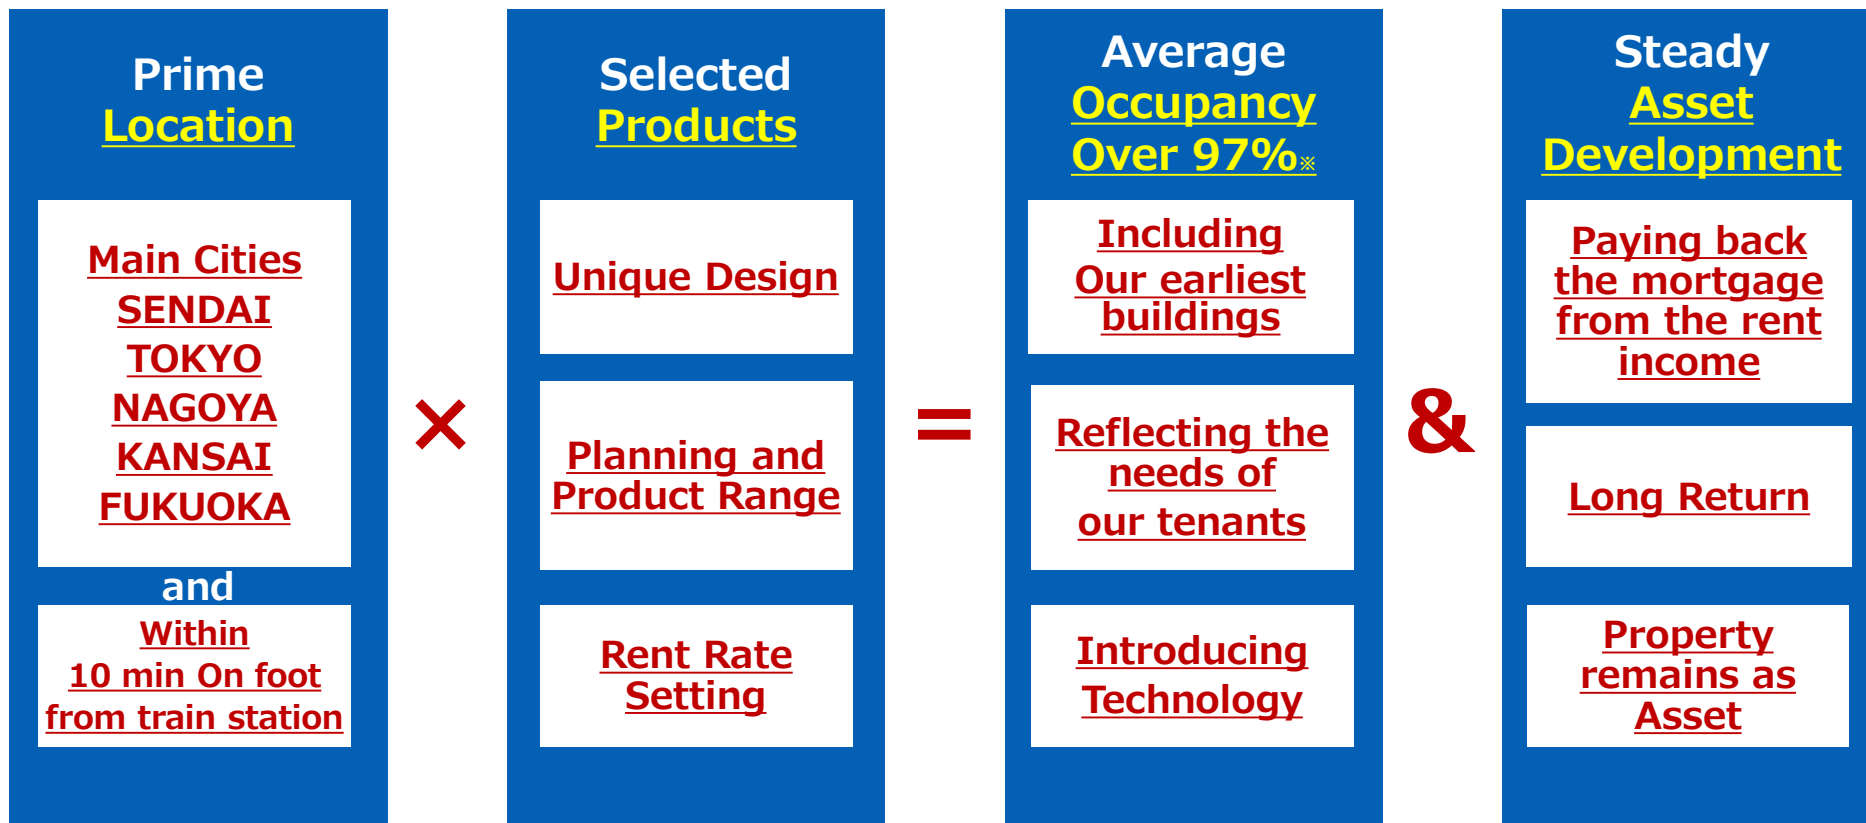 Prime
Location
Main Cities
SENDAI
TOKYO
NAGOYA
KANSAI
FUKUOKA
and
Within
10 min On foot
from train station
×
Selected
Products
Unique Design
Planning and
Product Range
Rent Rate
Setting
=
Average
Occupancy
Over 97%※
Including
Our earliest
buildings
Reflecting the
needs of
our tenants
Introducing
Technology
&
Steady
Asset
Development
Paying back
the mortgage
from the rent
income
Long Return
Property
remains as
Asset